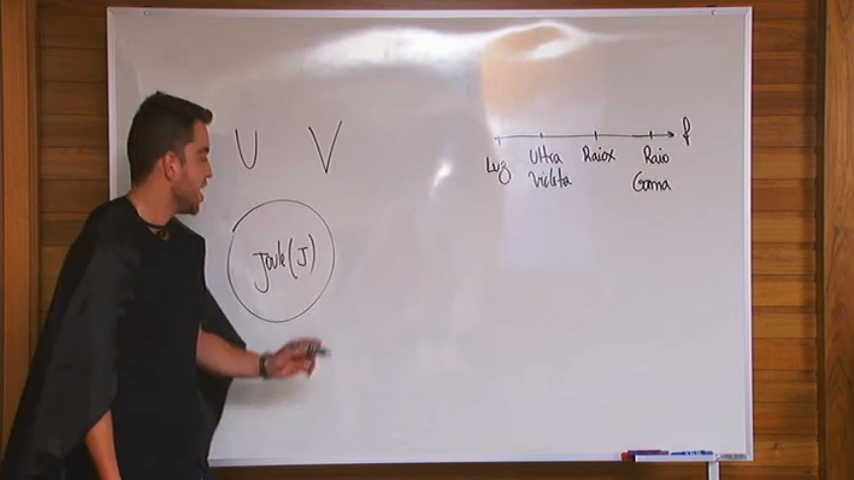 U V
Joule (J)
f
Luz Ultra Raiox Raio
Violeta Gama